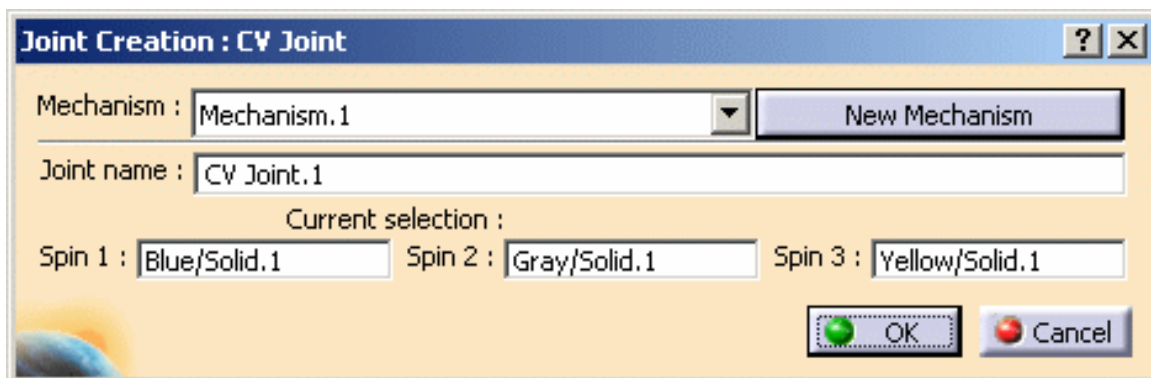 Joint Creation : CV Joint
Mechanism : Mechanism.1 New Mechanism
Joint name : CV Joint.1
Current selection :
Spin 1 : Blue/Solid.1 Spin 2 : Gray/Solid.1 Spin 3 : Yellow/Solid.1
OK Cancel